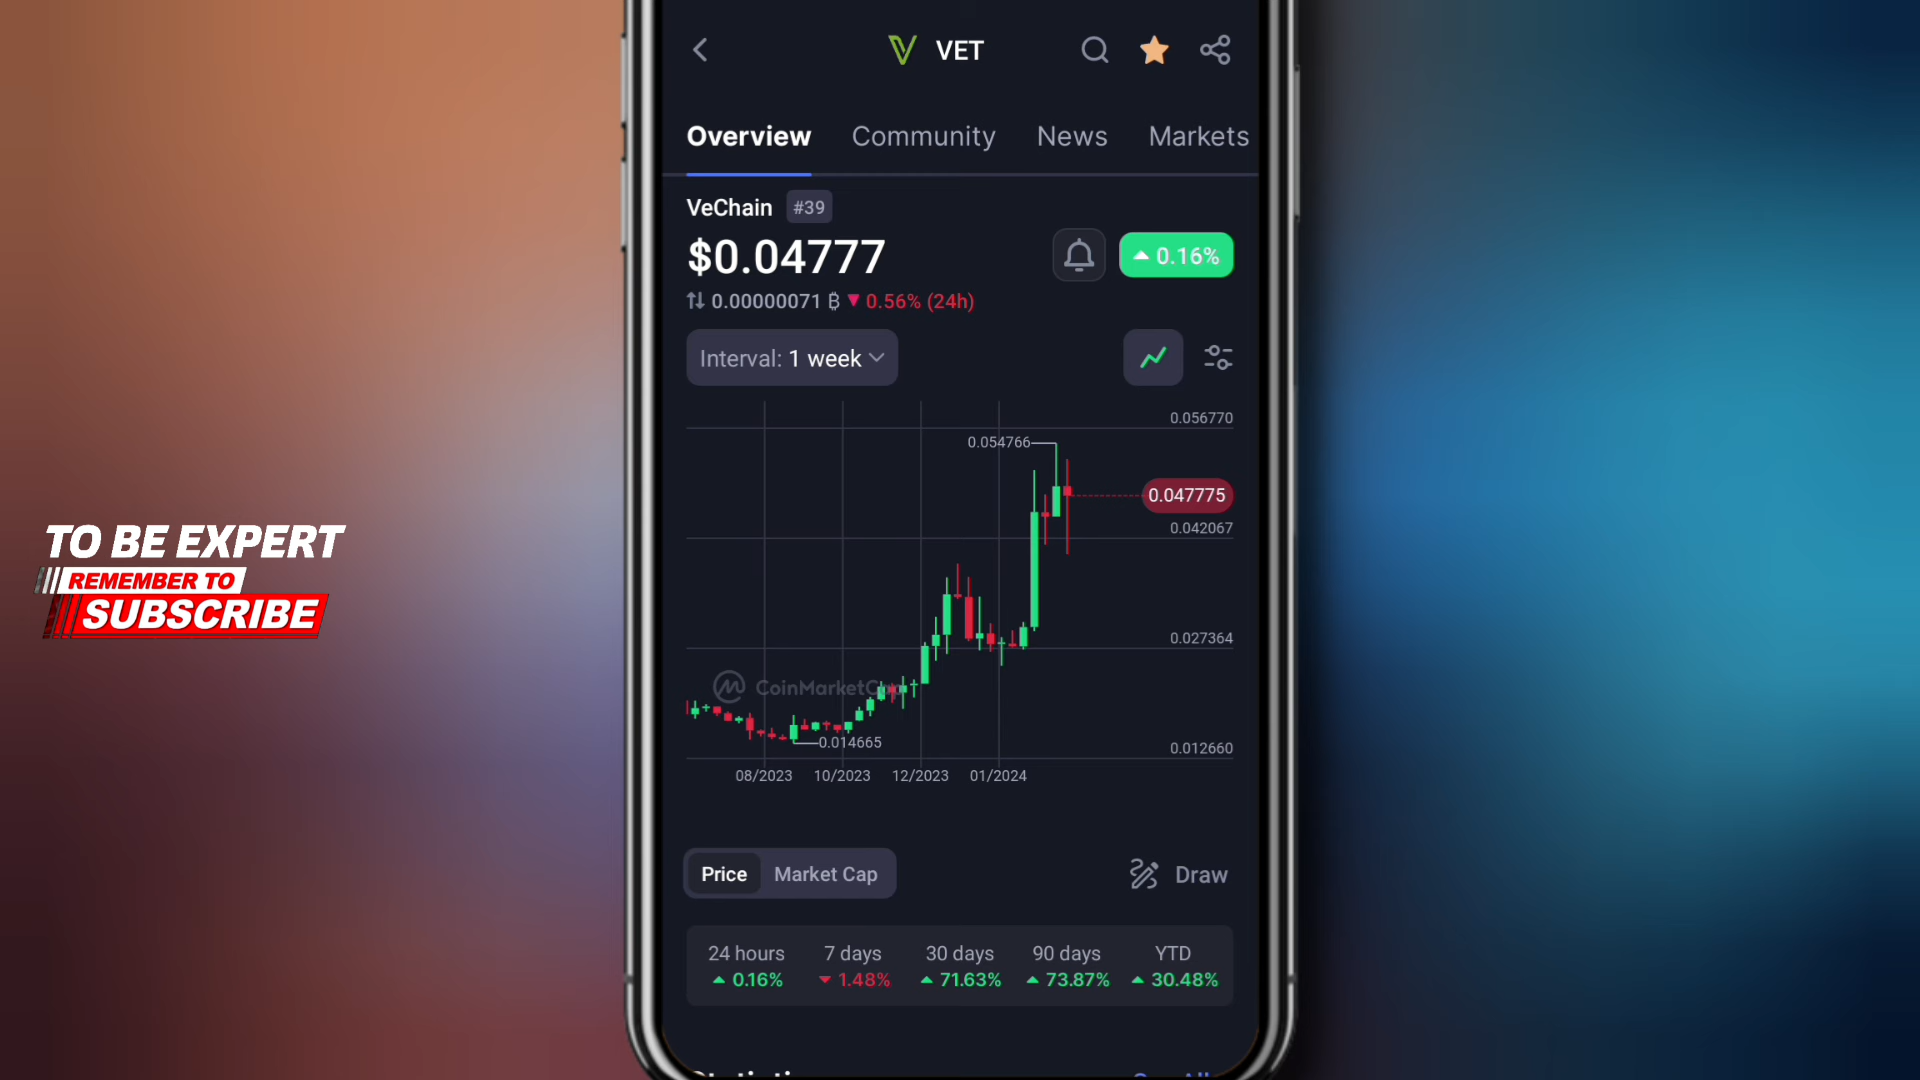 VET
Overview Community News Markets
VeChain #39
$0.04777
0.16%
0.00000071 ₿ 0.56% (24h)
Interval: 1 week
0.056770
0.054766
0.047775
0.042067
TO BE EXPERT
REMEMBER TO
SUBSCRIBE
0.027364
CoinMarketCap
0.014665
0.012660
08/2023 10/2023 12/2023 01/2024
Price Market Cap Draw
24 hours 7 days 30 days 90 days YTD
0.16% 1.48% 71.63% 73.87% 30.48%